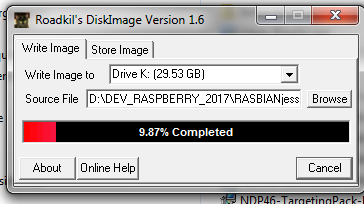 Roadkil's DiskImage Version 1.6
Write Image Store Image
Write Image to Drive K: (29.53 GB)
Source File D:\DEV_RASPBERRY_2017\RASBIANjess Browse
9.87% Completed
About Online Help Cancel
NDP46-TargetingPack-